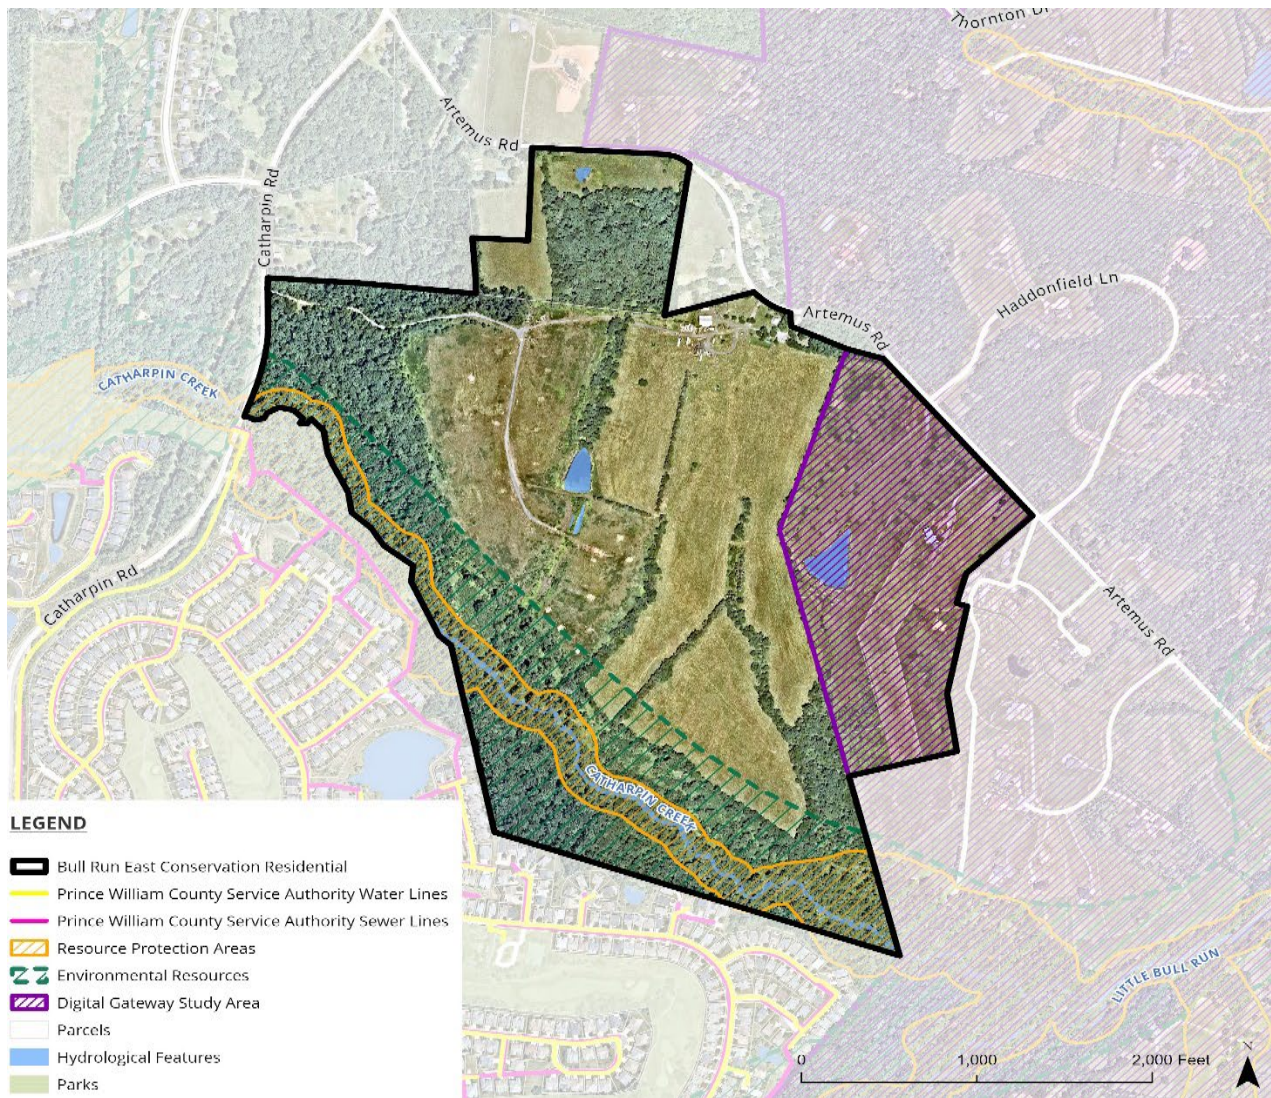 Thornton Dr
Artemus Rd
Catharpin Rd
Haddonfield Ln
Artemus Rd
CATHARPIN CREEK
Catharpin Rd
Artemus Rd
CATHARPIN CREEK
LITTLE BULL RUN
LEGEND
Bull Run East Conservation Residential
Prince William County Service Authority Water Lines
Prince William County Service Authority Sewer Lines
Resource Protection Areas
Environmental Resources
Digital Gateway Study Area
Parcels
Hydrological Features
Parks
0 1,000 2,000 Feet
N